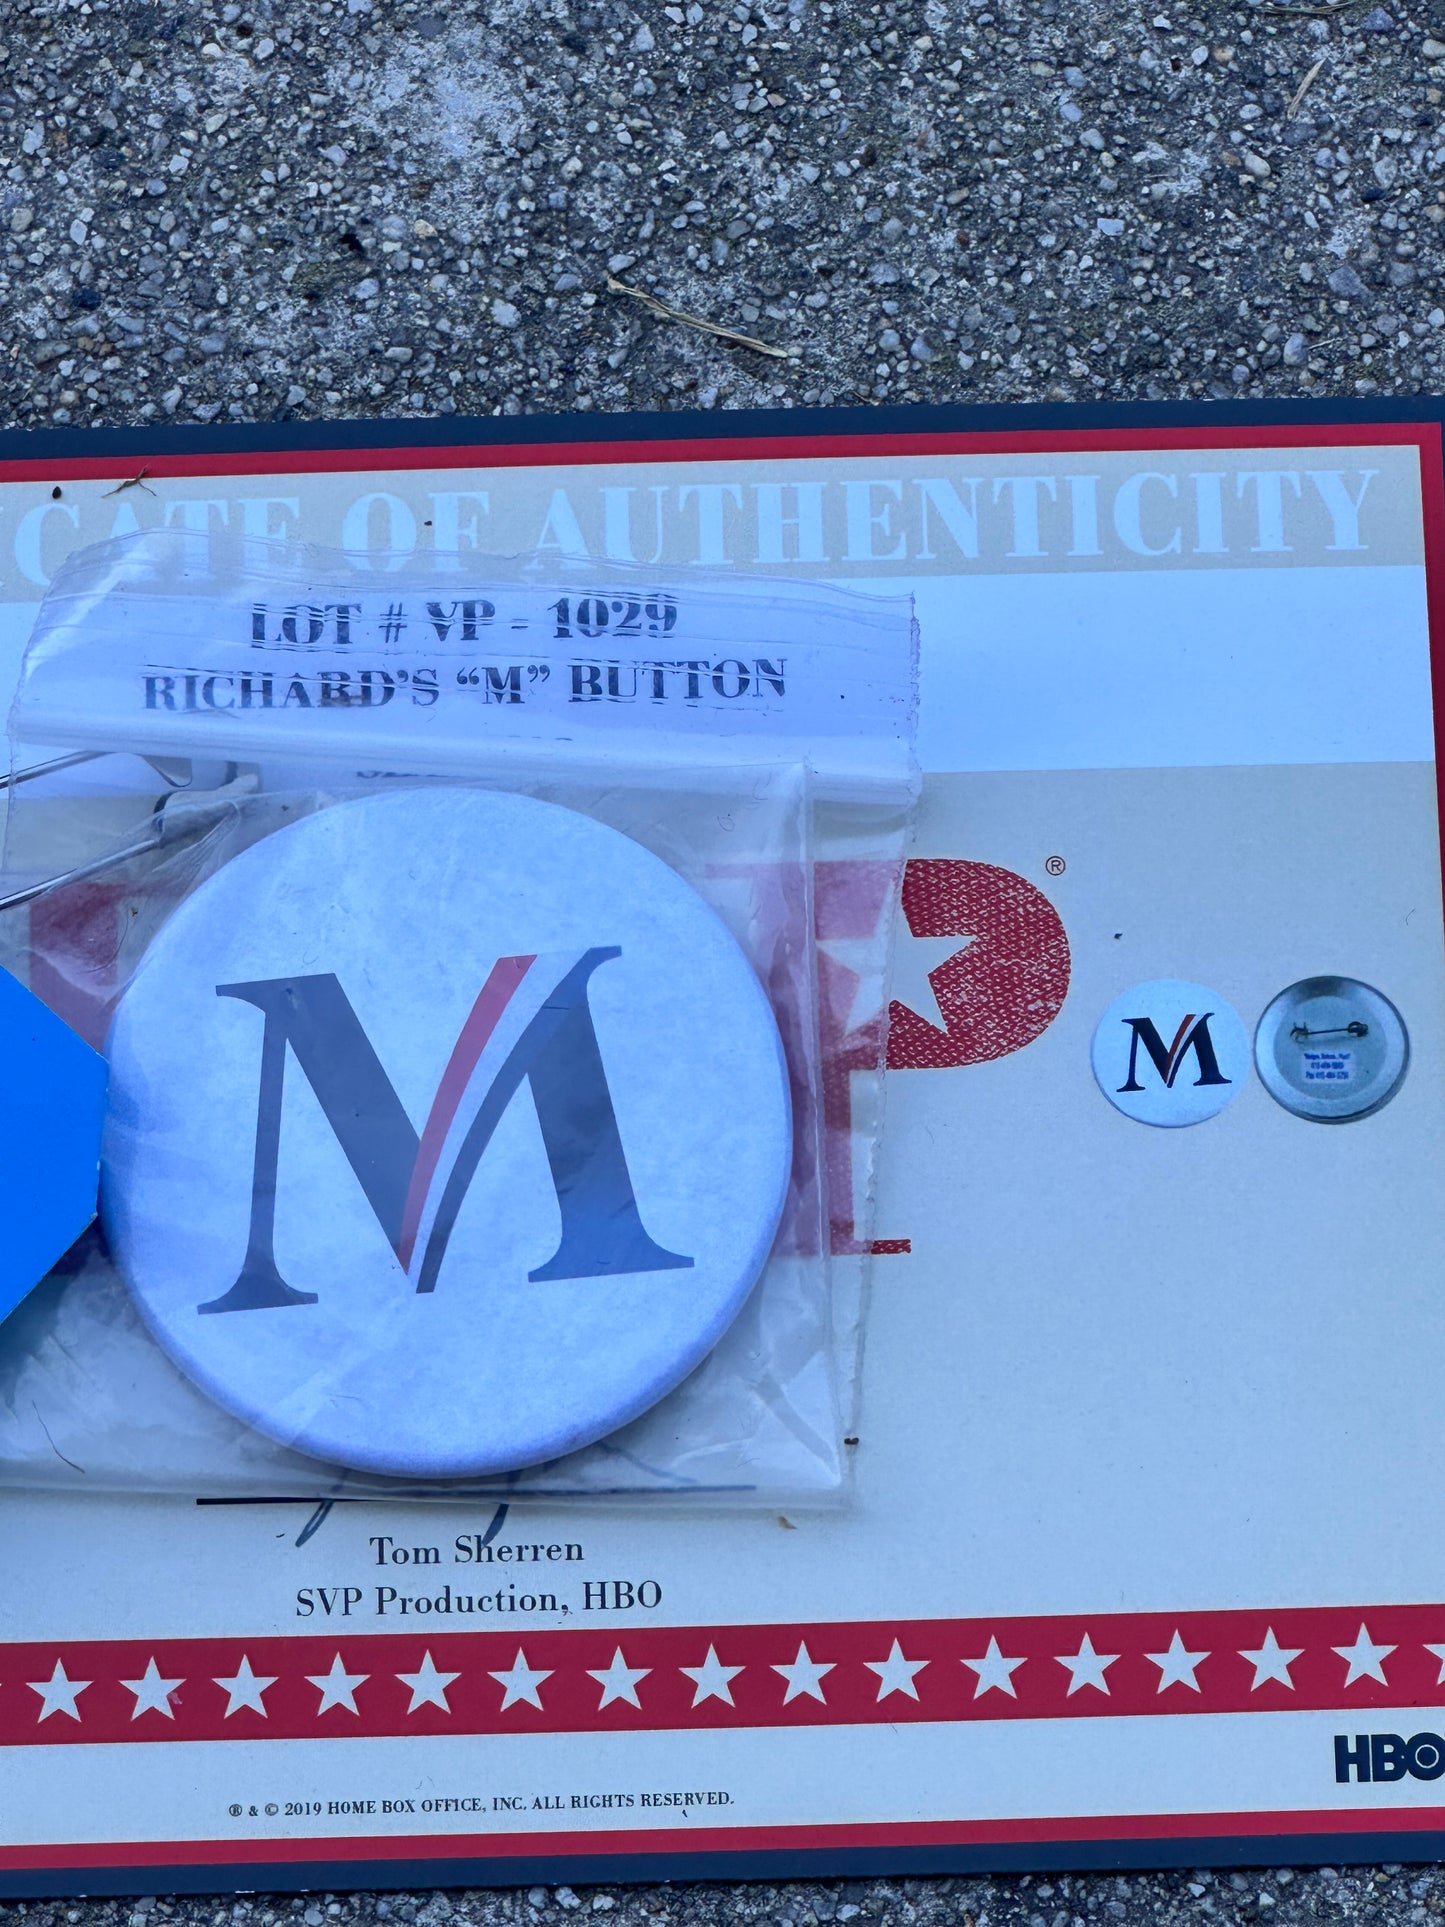 CATE OF AUTHENTICITY
LOT # VP - 1029
RICHARD'S “M” BUTTON
P®
M
M
Tom Sherren
SVP Production, HBO
HBO
® & © 2019 HOME BOX OFFICE, INC. ALL RIGHTS RESERVED.